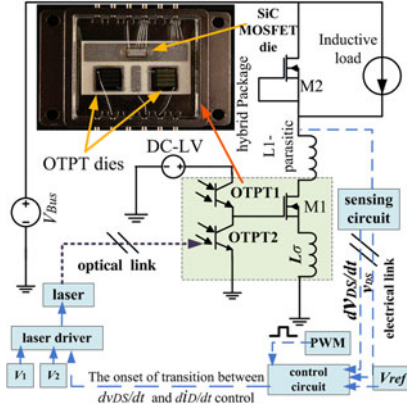 SiC
MOSFET
die
Inductive
load
M2
OTPT dies
hybrid Package
L1-
parasitic
DC-LV
OTPT1
M1
VBus
OTPT2
Lσ
sensing
circuit
optical link
dVDS/dt
vDS
electrical link
laser
laser driver
PWM
V1
V2
The onset of transition between
dvDS/dt and diD/dt control
control
circuit
Vref